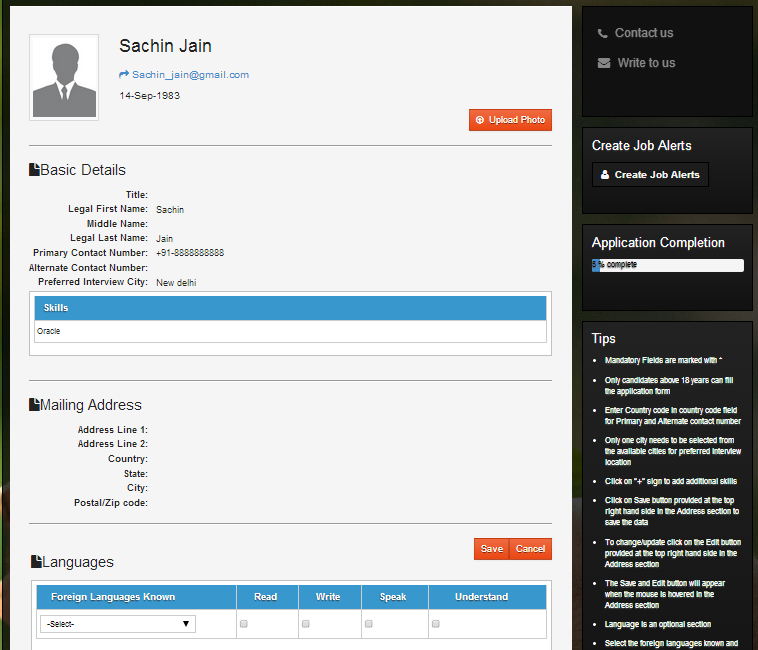 Sachin Jain
Sachin_jain@gmail.com
14-Sep-1983
Upload Photo
Basic Details
Title:
Legal First Name: Sachin
Middle Name:
Legal Last Name: Jain
Primary Contact Number: +91-8888888888
Alternate Contact Number:
Preferred Interview City: New delhi
Skills
Oracle
Mailing Address
Address Line 1:
Address Line 2:
Country:
State:
City:
Postal/Zip code:
Save Cancel
Languages
Foreign Languages Known Read Write Speak Understand
-Select-
Contact us
Write to us
Create Job Alerts
Create Job Alerts
Application Completion
% complete
Tips
Mandatory Fields are marked with *
Only candidates above 18 years can fill
the application form
Enter Country code in country code field
for Primary and Alternate contact number
Only one city needs to be selected from
the available cities for preferred interview
location
Click on "+" sign to add additional skills
Click on Save button provided at the top
right hand side in the Address section to
save the data
To change/update click on the Edit button
provided at the top right hand side in the
Address section
The Save and Edit button will appear
when the mouse is hovered in the
Address section
Language is an optional section
Select the foreign languages known and